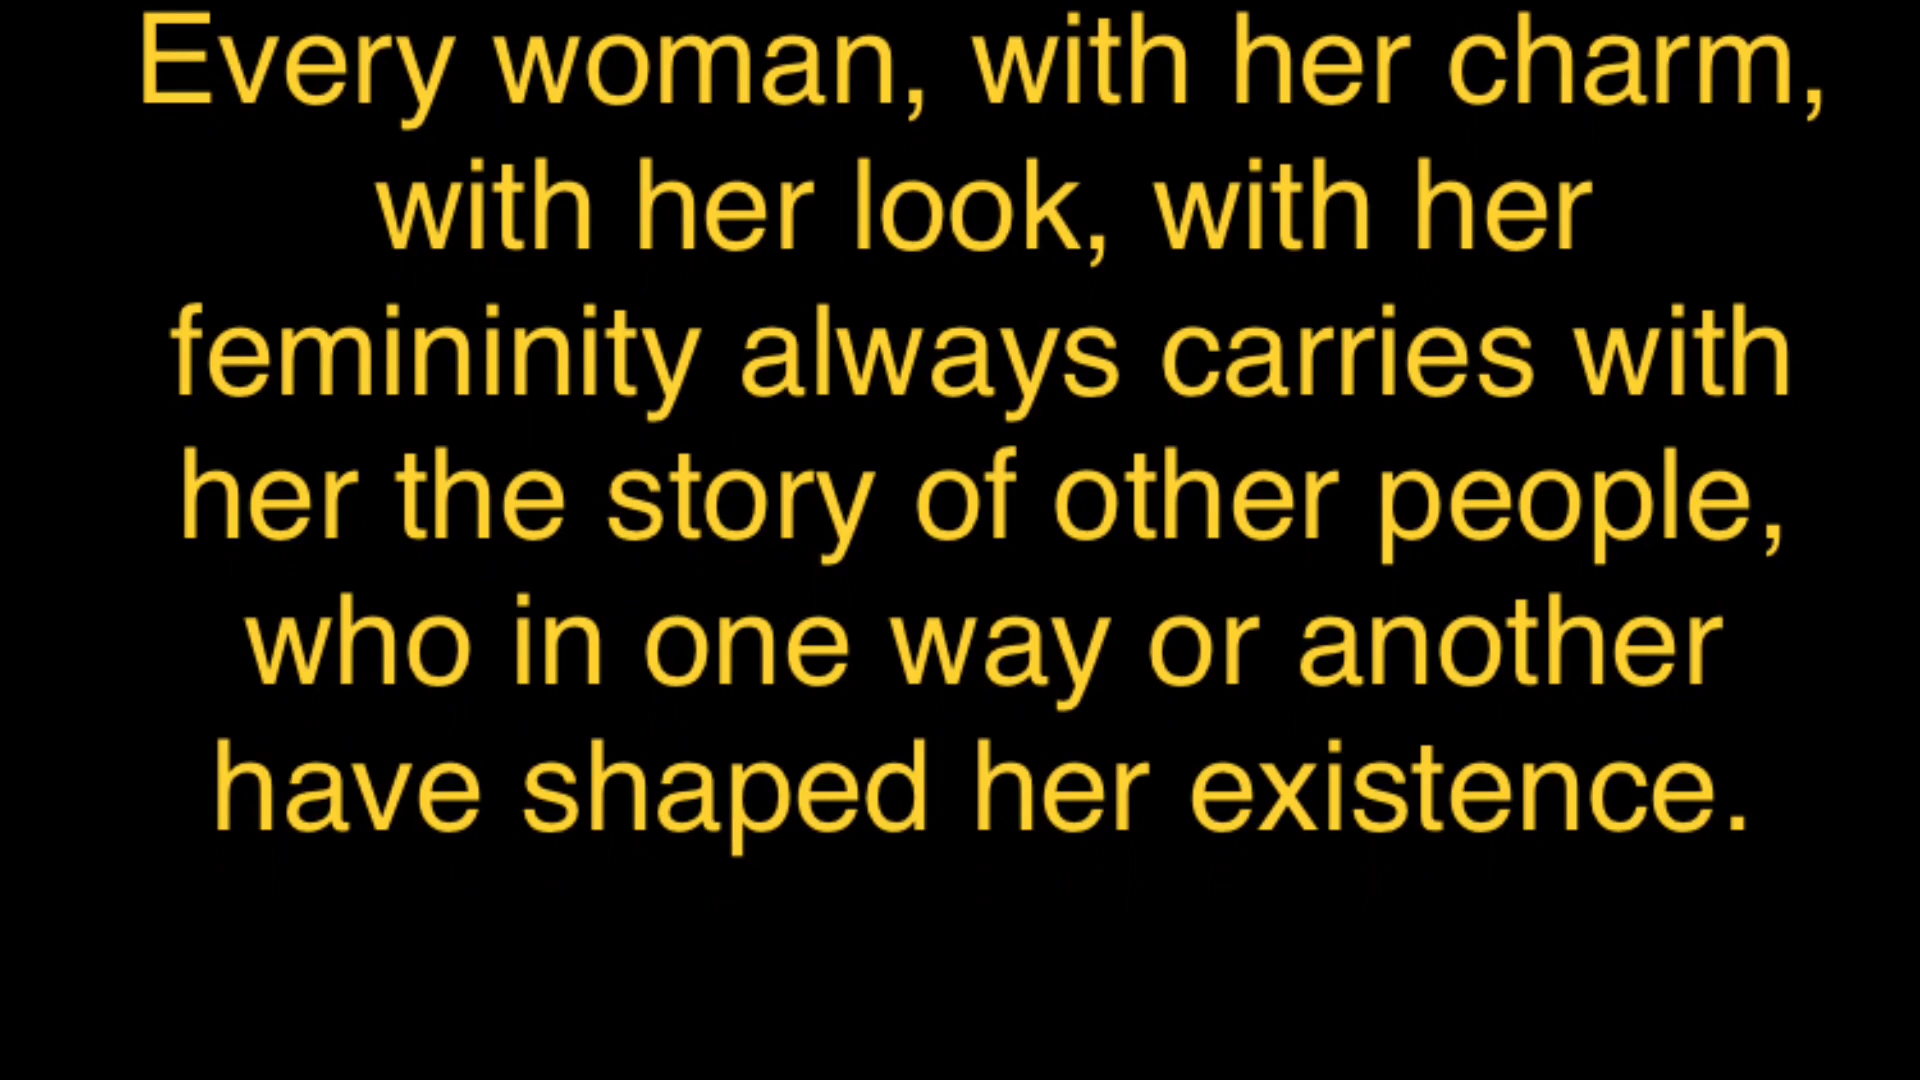 Every woman, with her charm,
with her look, with her
femininity always carries with
her the story of other people,
who in one way or another
have shaped her existence.